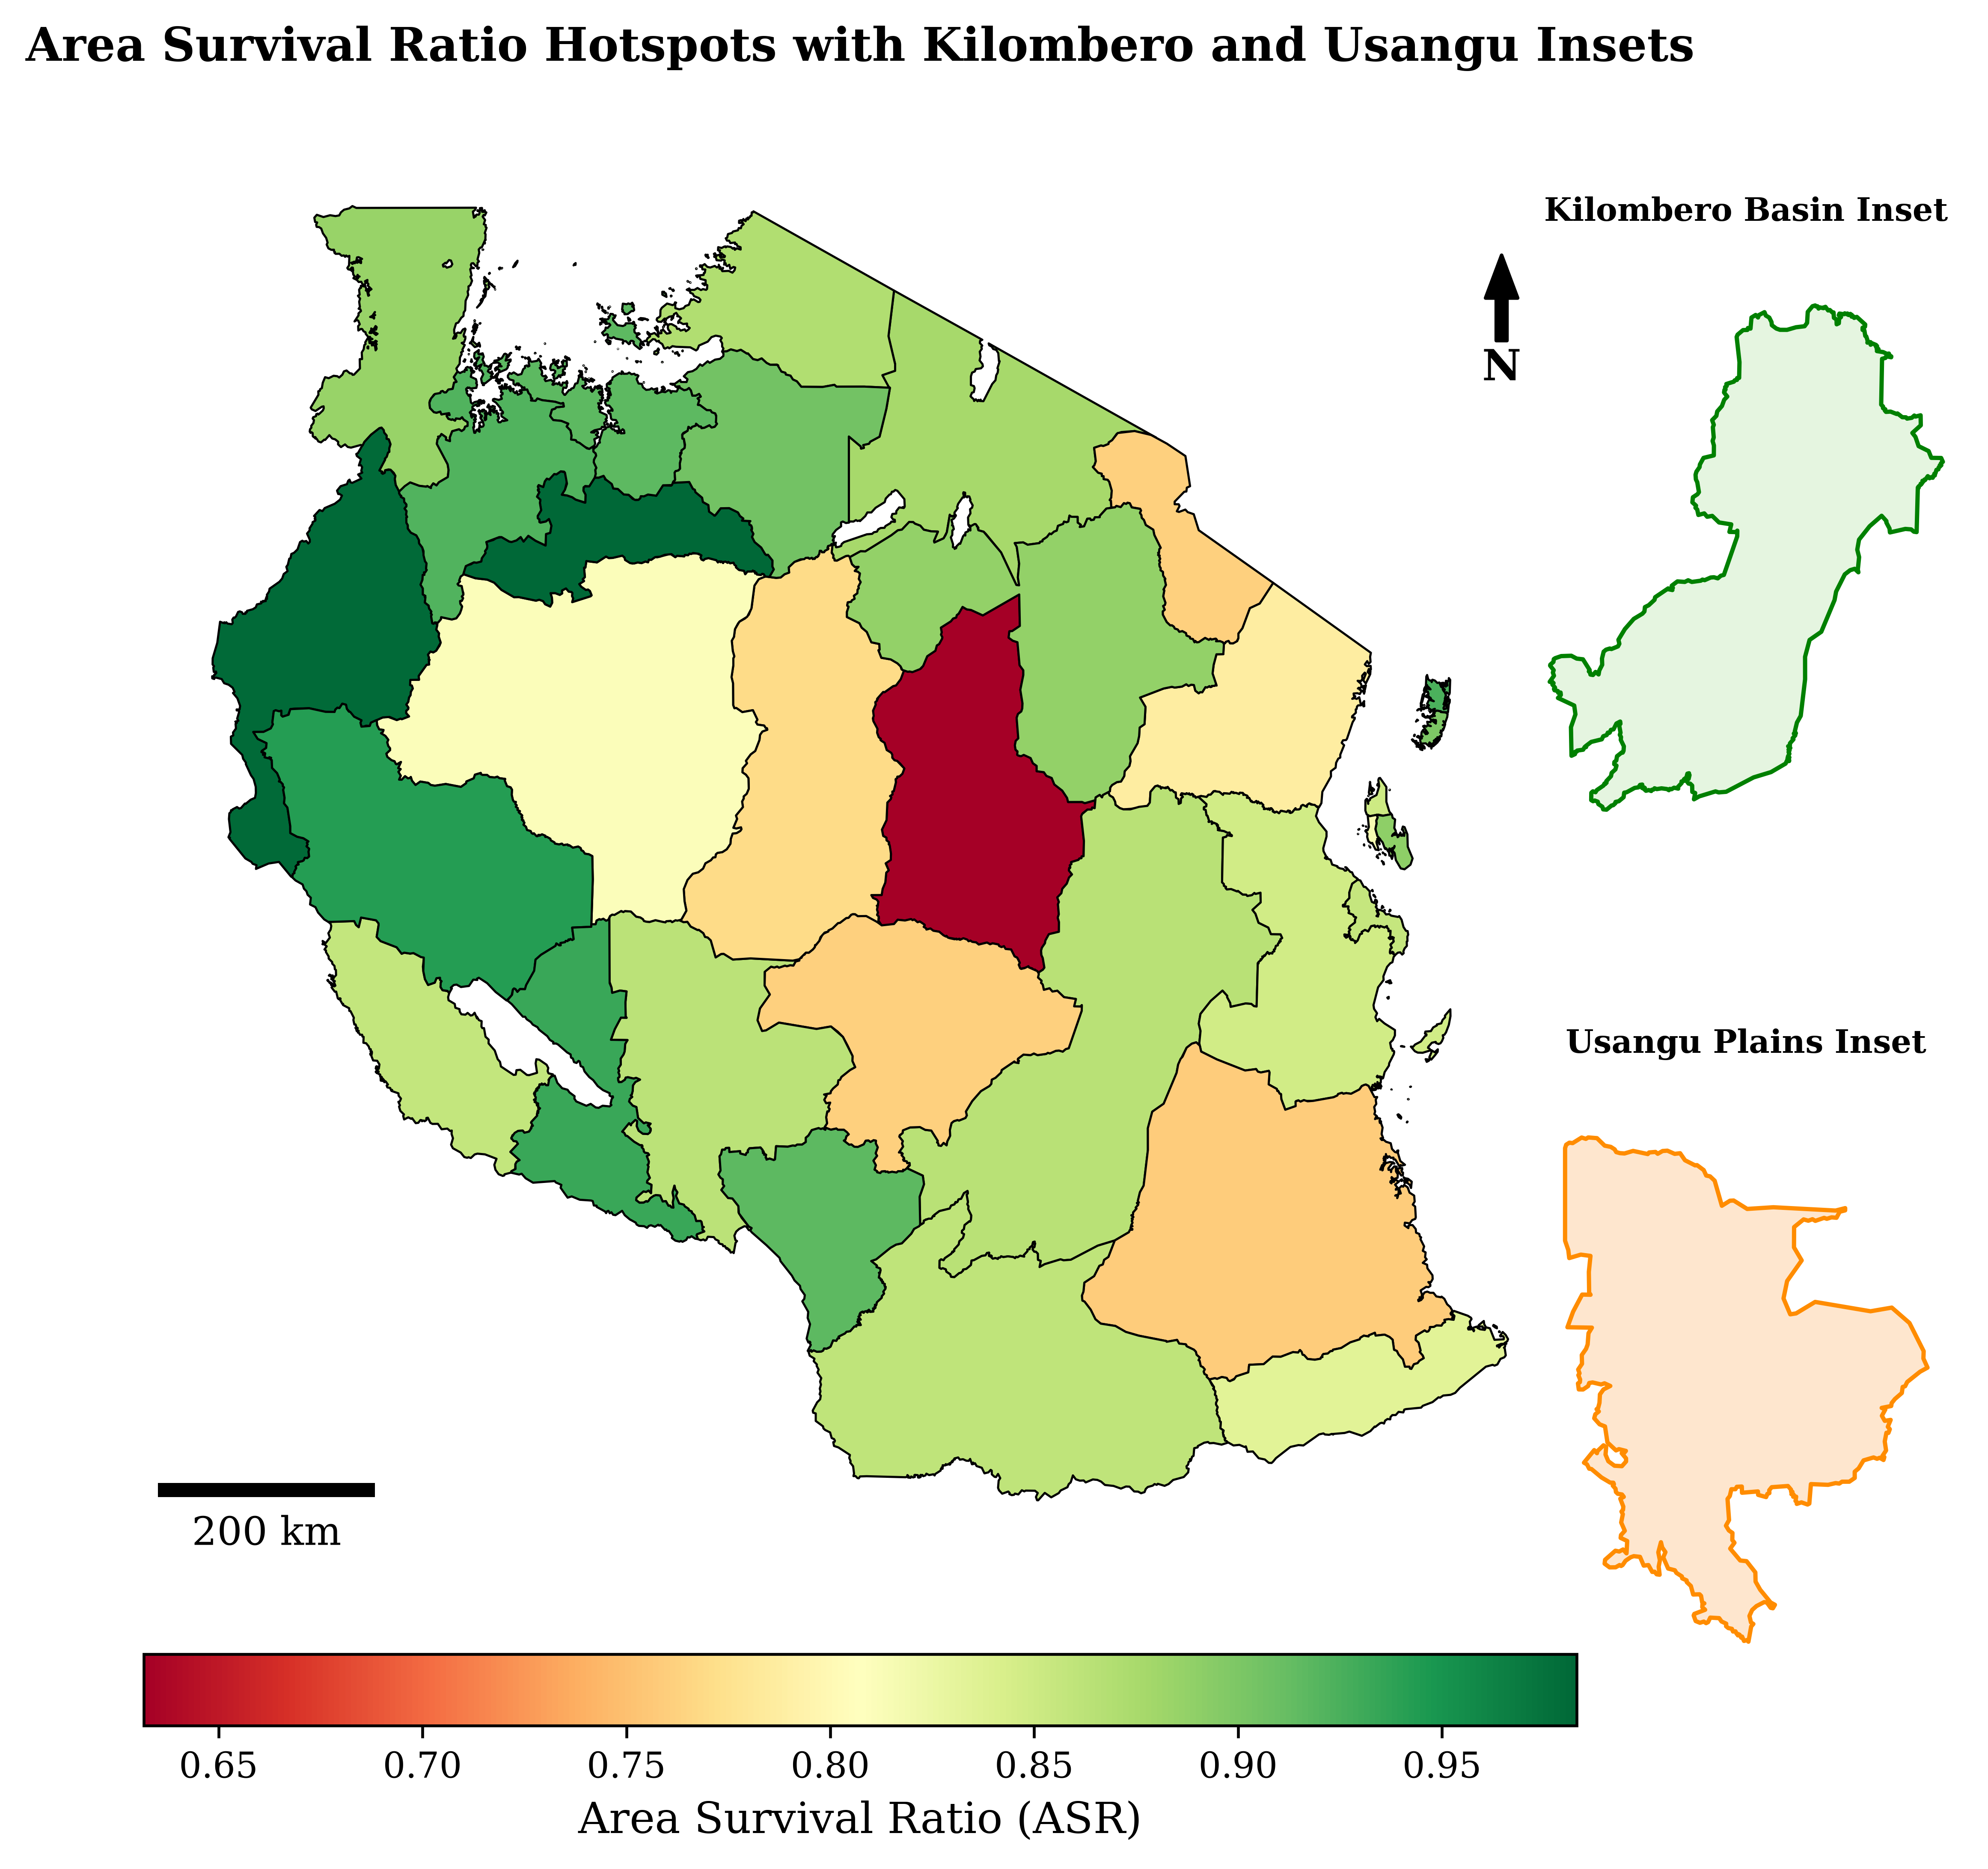 Area Survival Ratio Hotspots with Kilombero and Usangu Insets
Kilombero Basin Inset
N
Usangu Plains Inset
200 km
0.65 0.70 0.75 0.80 0.85 0.90 0.95
Area Survival Ratio (ASR)